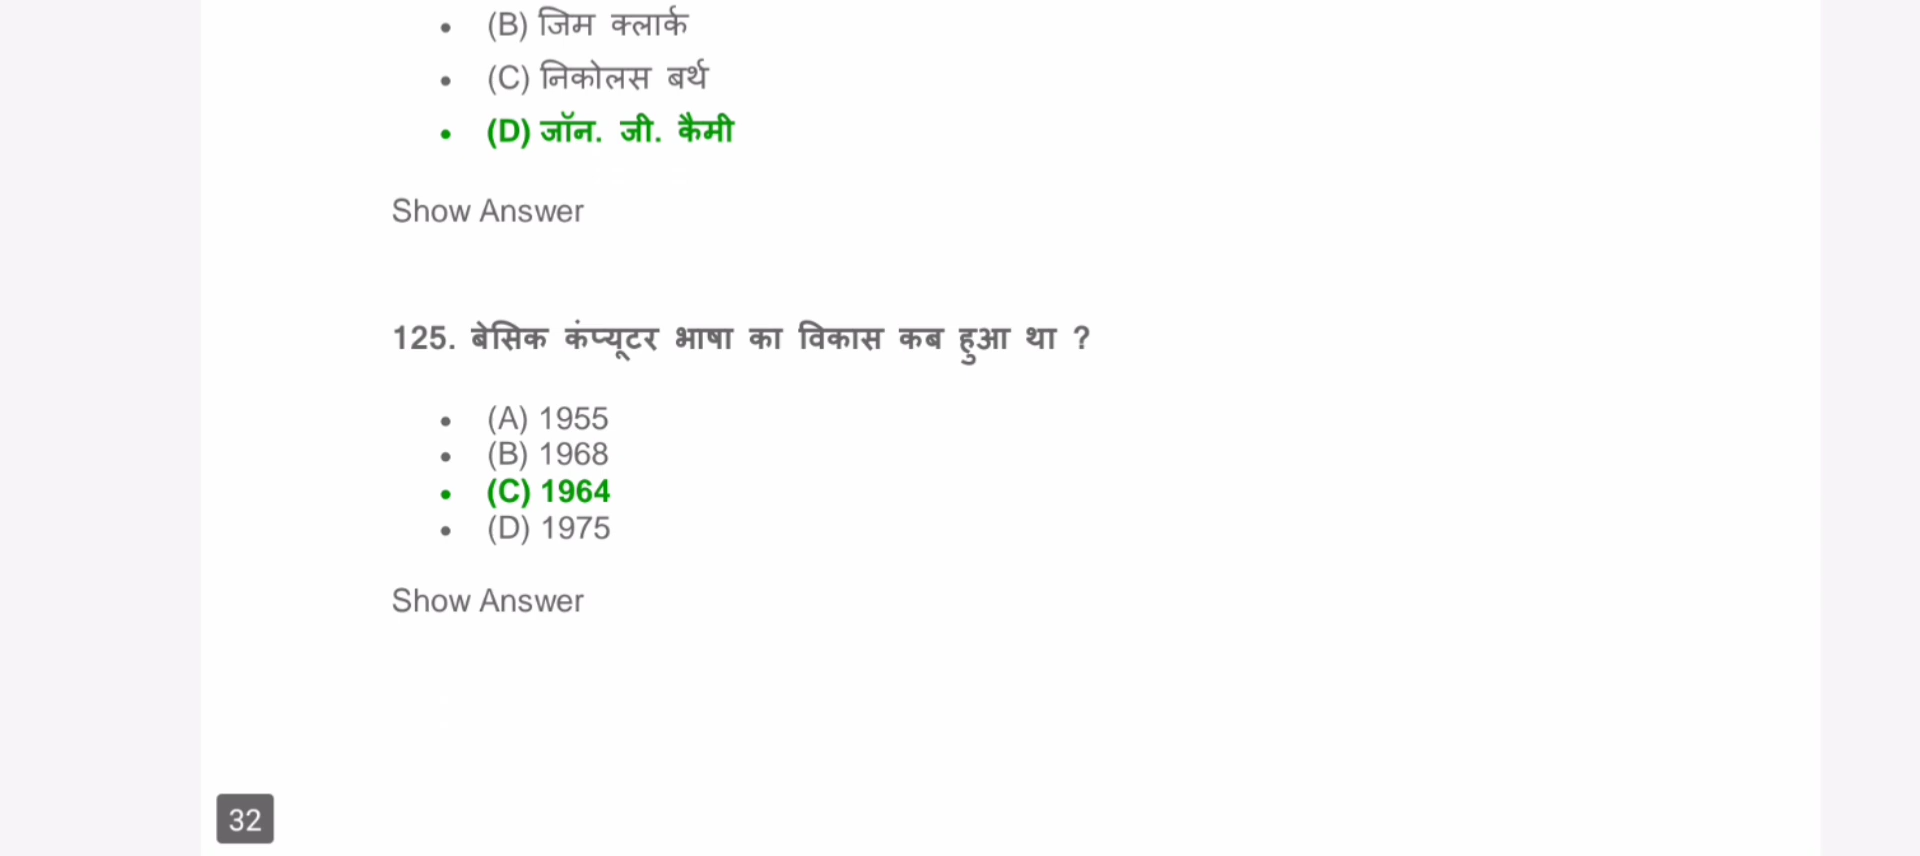 • (B) जिम क्लार्क
• (C) निकोलस बर्थ
• (D) जॉन. जी. कैमी
Show Answer
125. बेसिक कंप्यूटर भाषा का विकास कब हुआ था ?
• (A) 1955
• (B) 1968
• (C) 1964
• (D) 1975
Show Answer
32